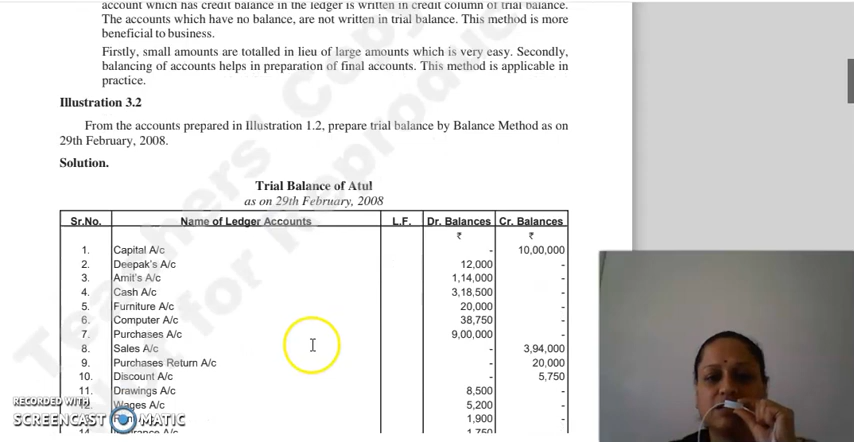 account which has credit balance in the ledger is written in credit column of trial balance.
The accounts which have no balance, are not written in trial balance. This method is more
beneficial to business.
Firstly, small amounts are totalled in lieu of large amounts which is very easy. Secondly,
balancing of accounts helps in preparation of final accounts. This method is applicable in
practice.
Illustration 3.2
From the accounts prepared in Illustration 1.2, prepare trial balance by Balance Method as on
29th February, 2008.
Solution.
Trial Balance of Atul
as on 29th February, 2008
Sr.No. Name of Ledger Accounts L.F. Dr. Balances Cr. Balances
₹ ₹
1. Capital A/c - 10,00,000
2. Deepak's A/c 12,000 -
3. Amit's A/c 1,14,000 -
4. Cash A/c 3,18,500 -
5. Furniture A/c 20,000 -
6. Computer A/c 38,750 -
7. Purchases A/c 9,00,000 -
8. Sales A/c - 3,94,000
9. Purchases Return A/c - 20,000
10. Discount A/c - 5,750
11. Drawings A/c 8,500 -
Wages A/c 5,200 -
A/c 1,900 -
14. A/c 1,750
RECORDED WITH
SCREENCAST MATIC
Teachers' Copy
for Reproduc